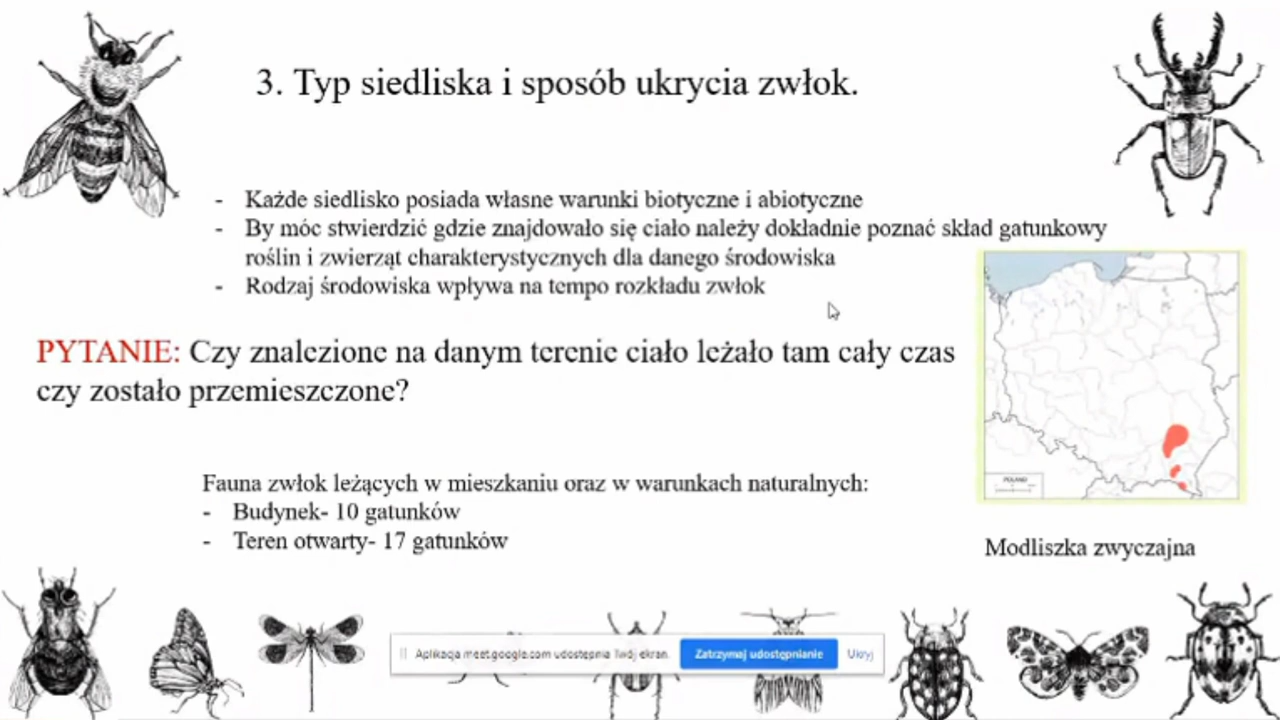 3. Typ siedliska i sposób ukrycia zwłok.
- Każde siedlisko posiada własne warunki biotyczne i abiotyczne
- By móc stwierdzić gdzie znajdowało się ciało należy dokładnie poznać skład gatunkowy
roślin i zwierząt charakterystycznych dla danego środowiska
- Rodzaj środowiska wpływa na tempo rozkładu zwłok
PYTANIE: Czy znalezione na danym terenie ciało leżało tam cały czas
czy zostało przemieszczone?
Fauna zwłok leżących w mieszkaniu oraz w warunkach naturalnych:
- Budynek- 10 gatunków
- Teren otwarty- 17 gatunków
POLAND
Modliszka zwyczajna
Aplikacja meet.google.com udostępnia Twój ekran.
Zatrzymaj udostępnianie
Ukryj